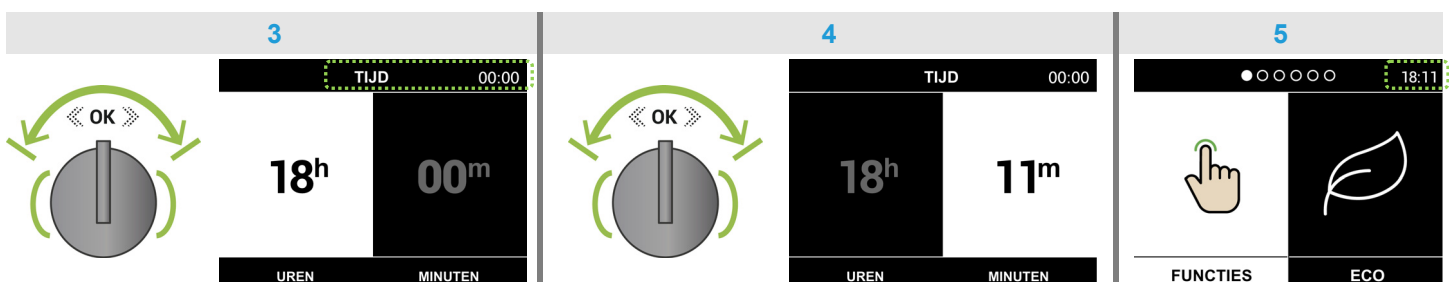 3
OK
TIJD 00:00
18h 00m
UREN MINUTEN
4
OK
TIJD 00:00
18h 11m
UREN MINUTEN
5
18:11
FUNCTIES ECO